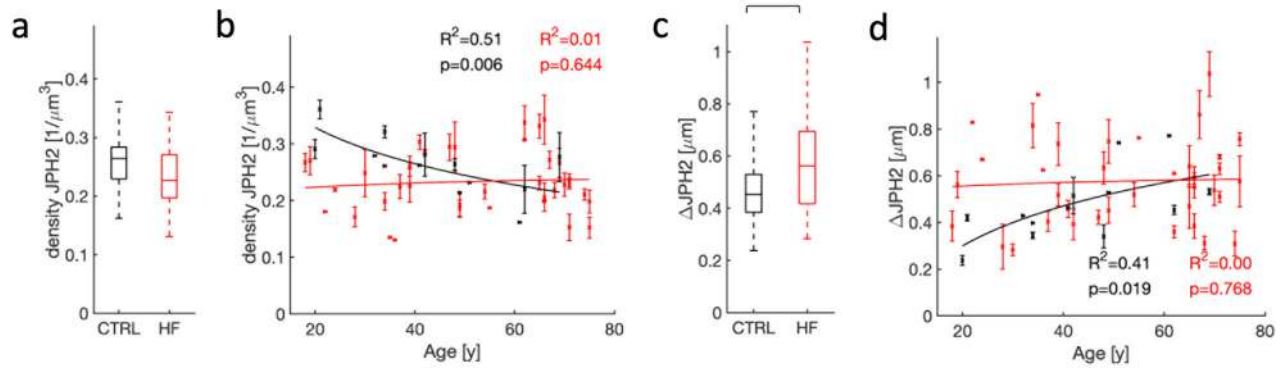 a
density JPH2 [1/μm³]
0.4
0.3
0.2
0.1
0
CTRL HF
b
density JPH2 [1/μm³]
0.4
0.3
0.2
0.1
0
R²=0.51 R²=0.01
p=0.006 p=0.644
20 40 60 80
Age [y]
c
ΔJPH2 [μm]
1
0.8
0.6
0.4
0.2
0
CTRL HF
d
ΔJPH2 [μm]
1
0.8
0.6
0.4
0.2
0
R²=0.41 R²=0.00
p=0.019 p=0.768
20 40 60 80
Age [y]